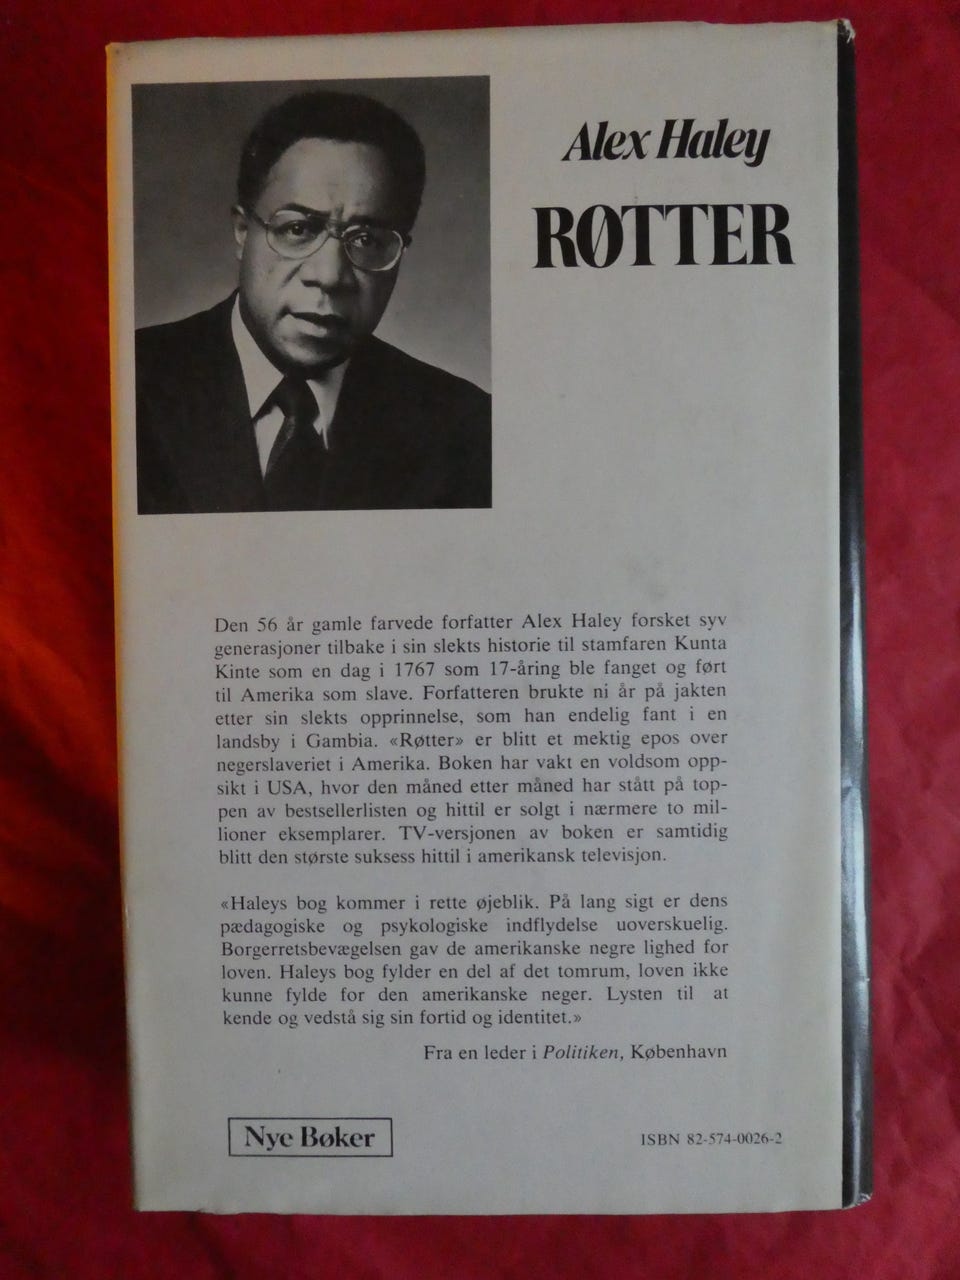 Alex Haley
RØTTER
Den 56 år gamle farvede forfatter Alex Haley forsket syv
generasjoner tilbake i sin slekts historie til stamfaren Kunta
Kinte som en dag i 1767 som 17-åring ble fanget og ført
til Amerika som slave. Forfatteren brukte ni år på jakten
etter sin slekts opprinnelse, som han endelig fant i en
landsby i Gambia. «Røtter» er blitt et mektig epos over
negerslaveriet i Amerika. Boken har vakt en voldsom opp-
sikt i USA, hvor den måned etter måned har stått på top-
pen av bestsellerlisten og hittil er solgt i nærmere to mil-
lioner eksemplarer. TV-versjonen av boken er samtidig
blitt den største suksess hittil i amerikansk televisjon.
«Haleys bog kommer i rette øjeblik. På lang sigt er dens
pædagogiske og psykologiske indflydelse uoverskuelig.
Borgerretsbevægelsen gav de amerikanske negre lighed for
loven. Haleys bog fylder en del af det tomrum, loven ikke
kunne fylde for den amerikanske neger. Lysten til at
kende og vedstå sig sin fortid og identitet.»
Fra en leder i Politiken, København
Nye Bøker
ISBN 82-574-0026-2